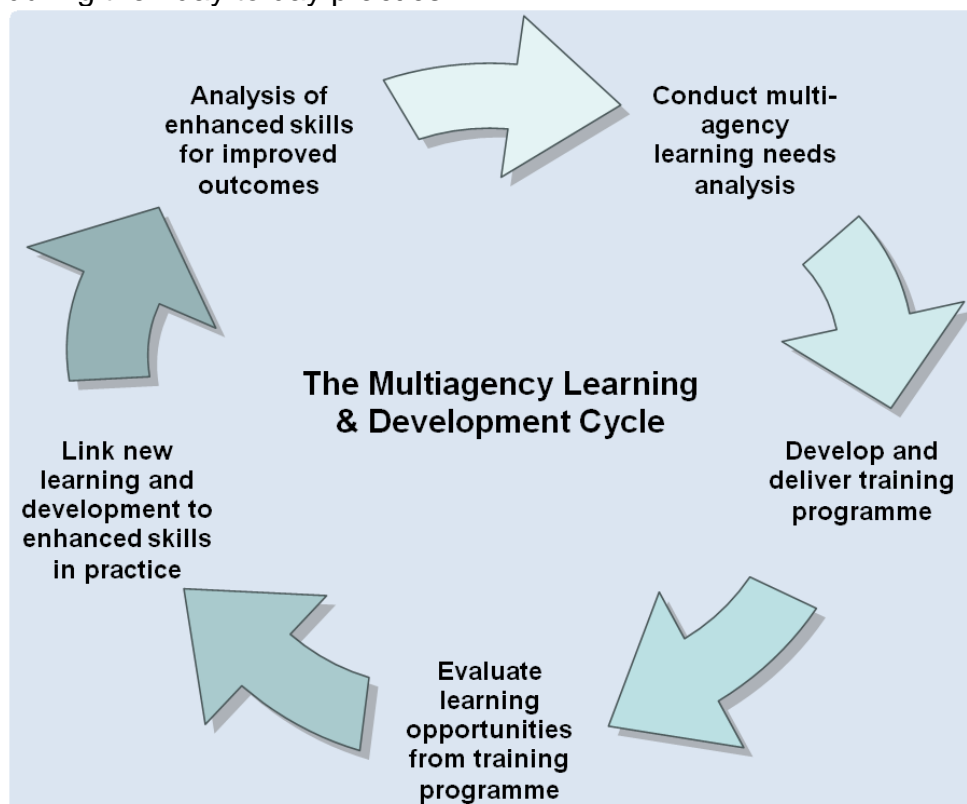 Analysis of
enhanced skills
for improved
outcomes
Conduct multi-
agency
learning needs
analysis
The Multiagency Learning
& Development Cycle
Link new
learning and
development to
enhanced skills
in practice
Develop and
deliver training
programme
Evaluate
learning
opportunities
from training
programme